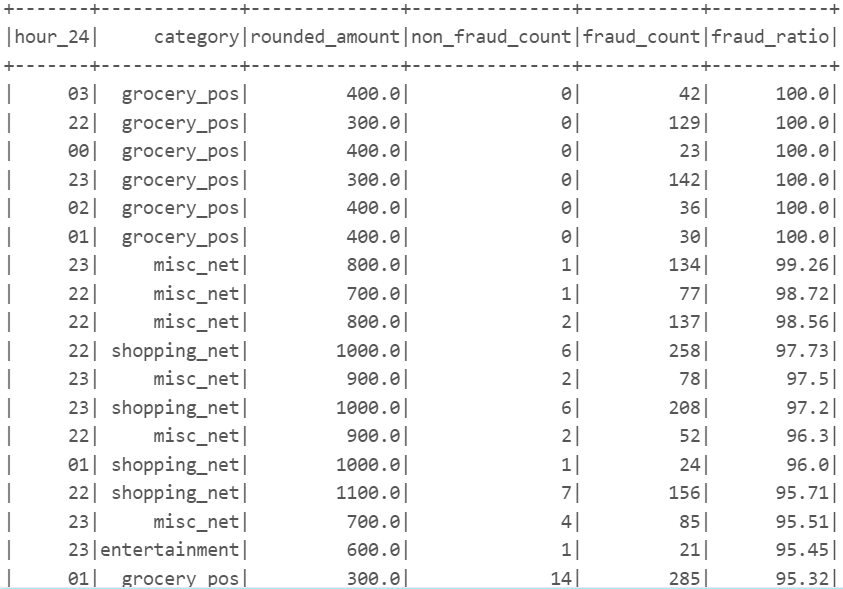 +-------+-------------+--------------+---------------+-----------+-----------+
|hour_24|     category|rounded_amount|non_fraud_count|fraud_count|fraud_ratio|
+-------+-------------+--------------+---------------+-----------+-----------+
|     03|  grocery_pos|         400.0|              0|         42|      100.0|
|     22|  grocery_pos|         300.0|              0|        129|      100.0|
|     00|  grocery_pos|         400.0|              0|         23|      100.0|
|     23|  grocery_pos|         300.0|              0|        142|      100.0|
|     02|  grocery_pos|         400.0|              0|         36|      100.0|
|     01|  grocery_pos|         400.0|              0|         30|      100.0|
|     23|     misc_net|         800.0|              1|        134|      99.26|
|     22|     misc_net|         700.0|              1|         77|      98.72|
|     22|     misc_net|         800.0|              2|        137|      98.56|
|     22| shopping_net|        1000.0|              6|        258|      97.73|
|     23|     misc_net|         900.0|              2|         78|       97.5|
|     23| shopping_net|        1000.0|              6|        208|       97.2|
|     22|     misc_net|         900.0|              2|         52|       96.3|
|     01| shopping_net|        1000.0|              1|         24|       96.0|
|     22| shopping_net|        1100.0|              7|        156|      95.71|
|     23|     misc_net|         700.0|              4|         85|      95.51|
|     23|entertainment|         600.0|              1|         21|      95.45|
|     01|  grocery_pos|         300.0|             14|        285|      95.32|